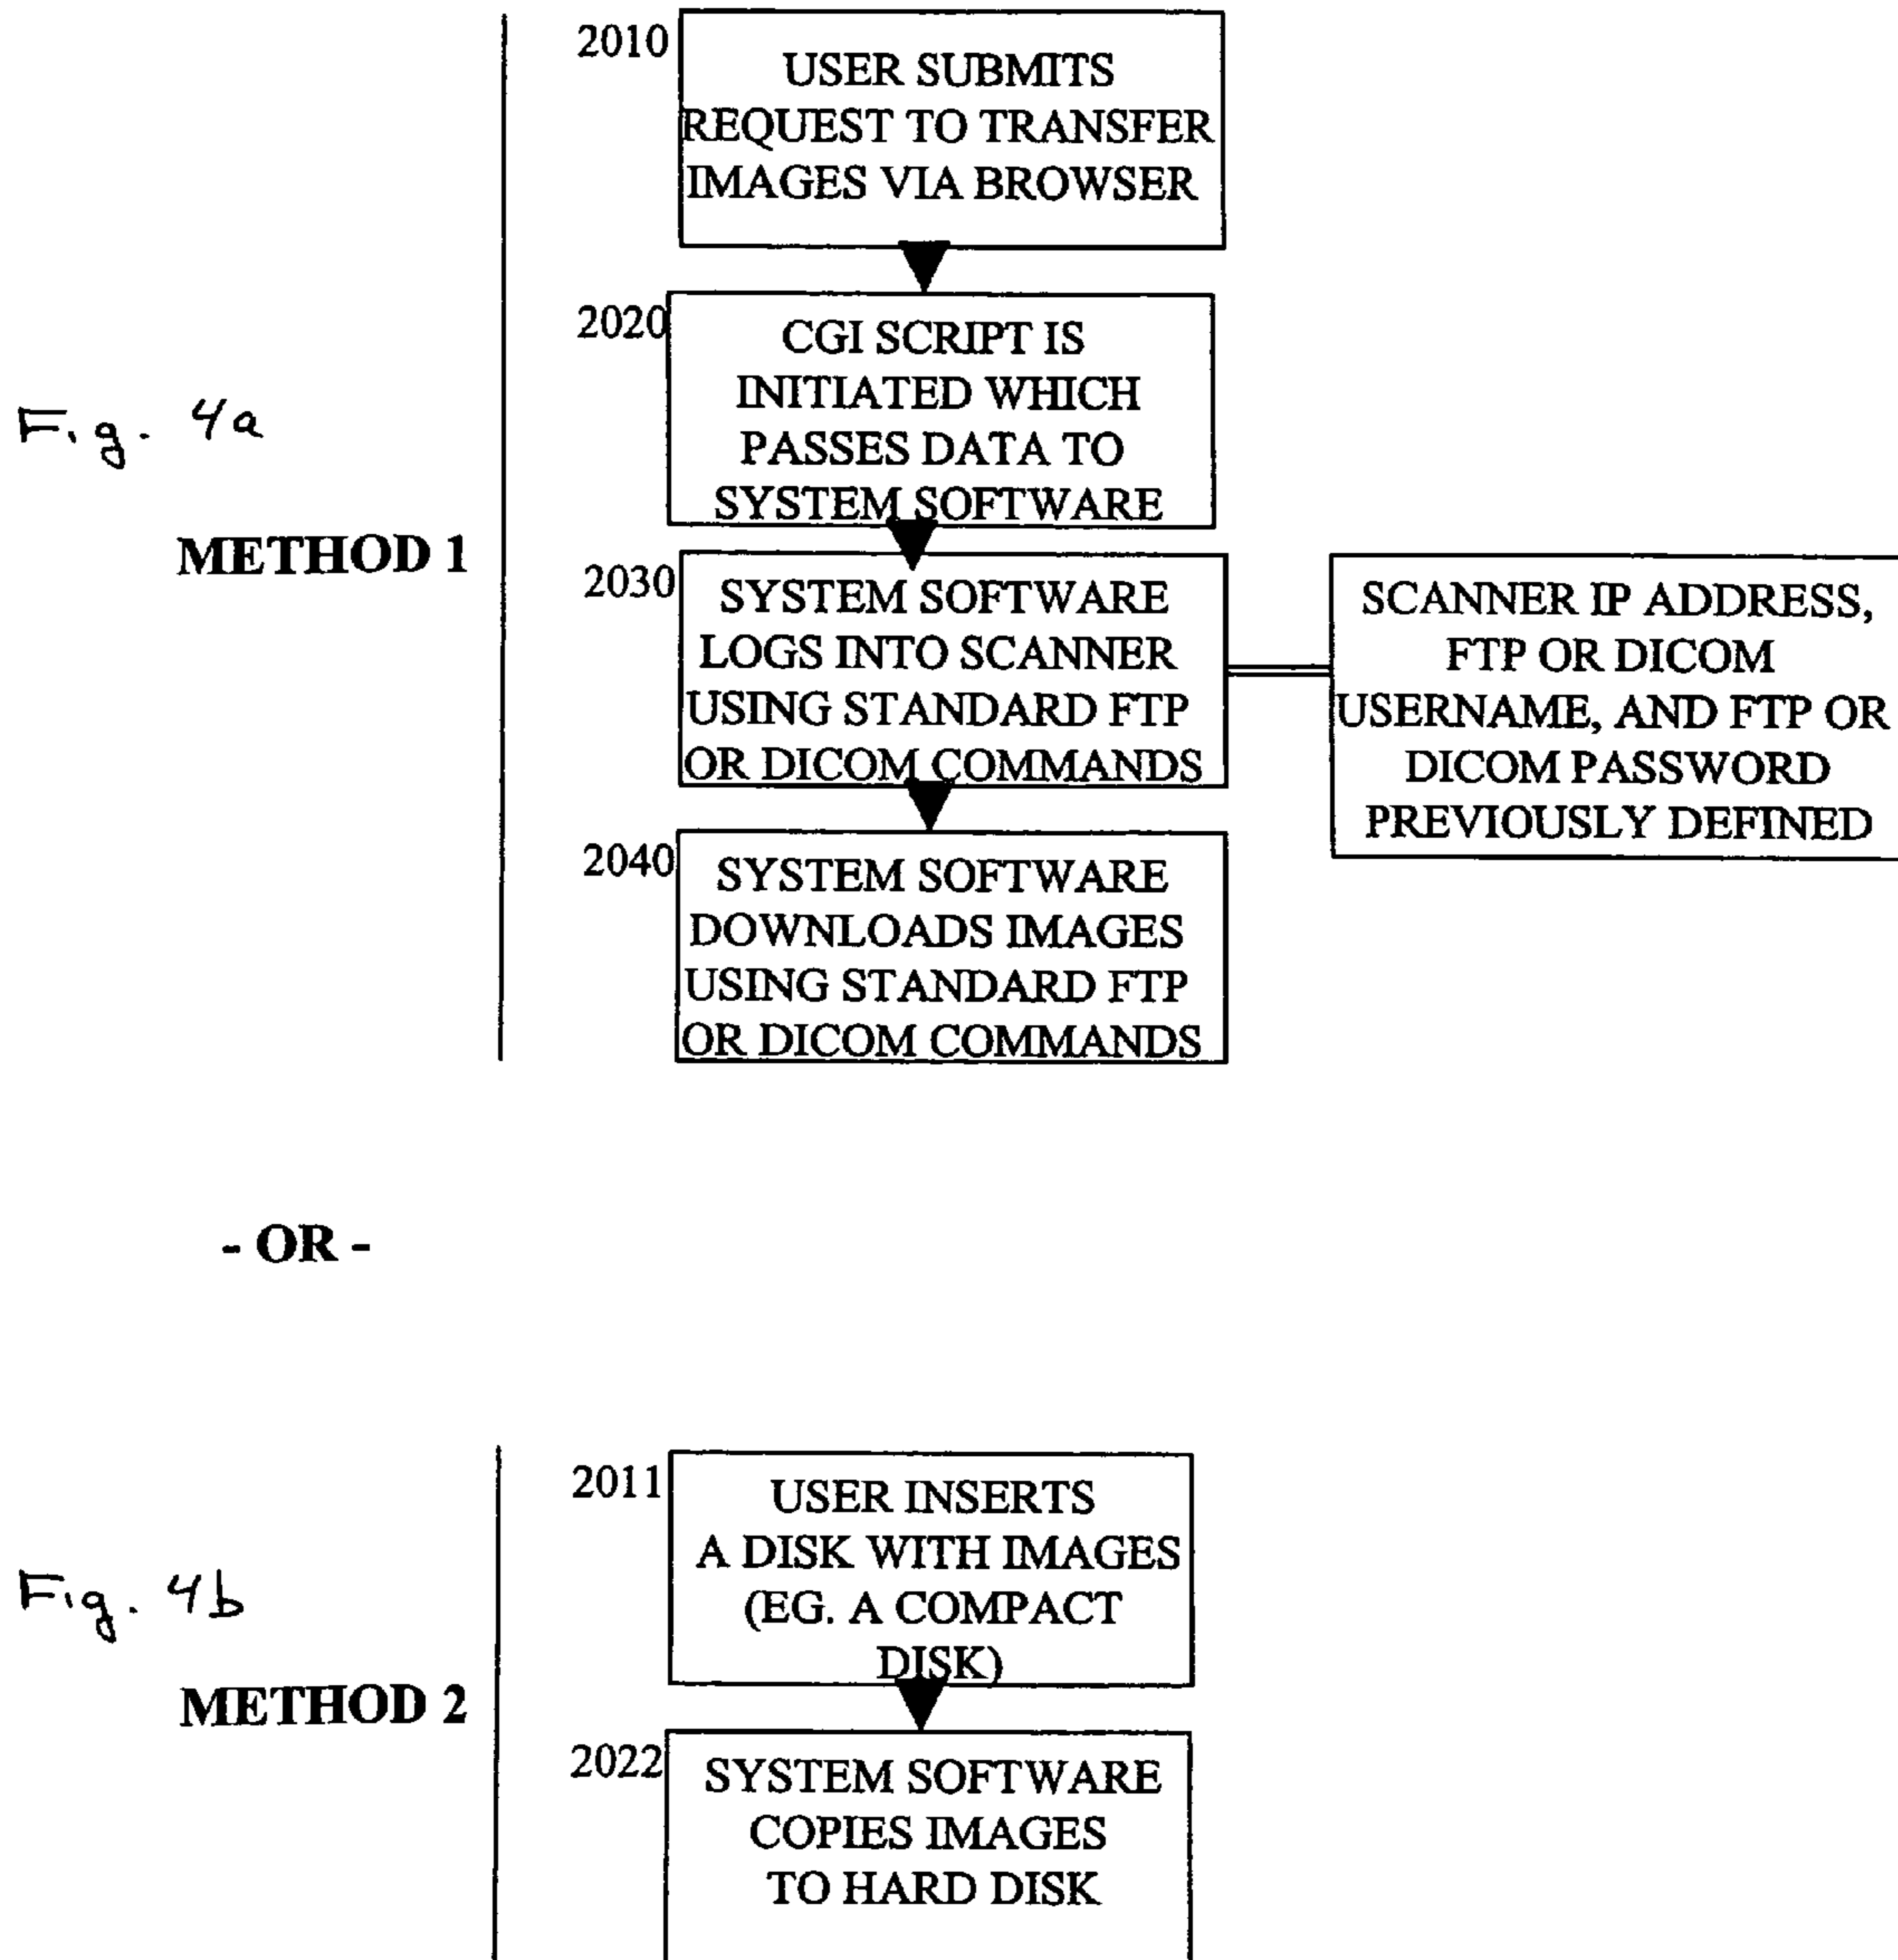 2010
USER SUBMITS
REQUEST TO TRANSFER
IMAGES VIA BROWSER
2020
CGI SCRIPT IS
INITIATED WHICH
PASSES DATA TO
SYSTEM SOFTWARE
Fig. 4a
METHOD 1
2030
SYSTEM SOFTWARE
LOGS INTO SCANNER
USING STANDARD FTP
OR DICOM COMMANDS
SCANNER IP ADDRESS,
FTP OR DICOM
USERNAME, AND FTP OR
DICOM PASSWORD
PREVIOUSLY DEFINED
2040
SYSTEM SOFTWARE
DOWNLOADS IMAGES
USING STANDARD FTP
OR DICOM COMMANDS
- OR -
2011
USER INSERTS
A DISK WITH IMAGES
(EG. A COMPACT
DISK)
Fig. 4b
METHOD 2
2022
SYSTEM SOFTWARE
COPIES IMAGES
TO HARD DISK